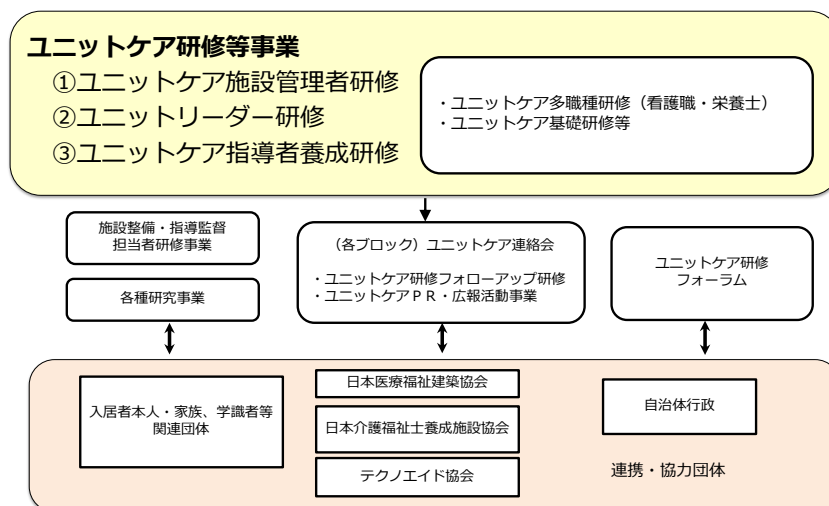 ユニットケア研修等事業
①ユニットケア施設管理者研修
②ユニットリーダー研修
③ユニットケア指導者養成研修
・ユニットケア多職種研修（看護職・栄養士）
・ユニットケア基礎研修等
施設整備・指導監督
担当者研修事業
各種研究事業
（各ブロック）ユニットケア連絡会
・ユニットケア研修フォローアップ研修
・ユニットケアＰＲ・広報活動事業
ユニットケア研修
フォーラム
入居者本人・家族、学識者等
関連団体
日本医療福祉建築協会
日本介護福祉士養成施設協会
テクノエイド協会
自治体行政
連携・協力団体